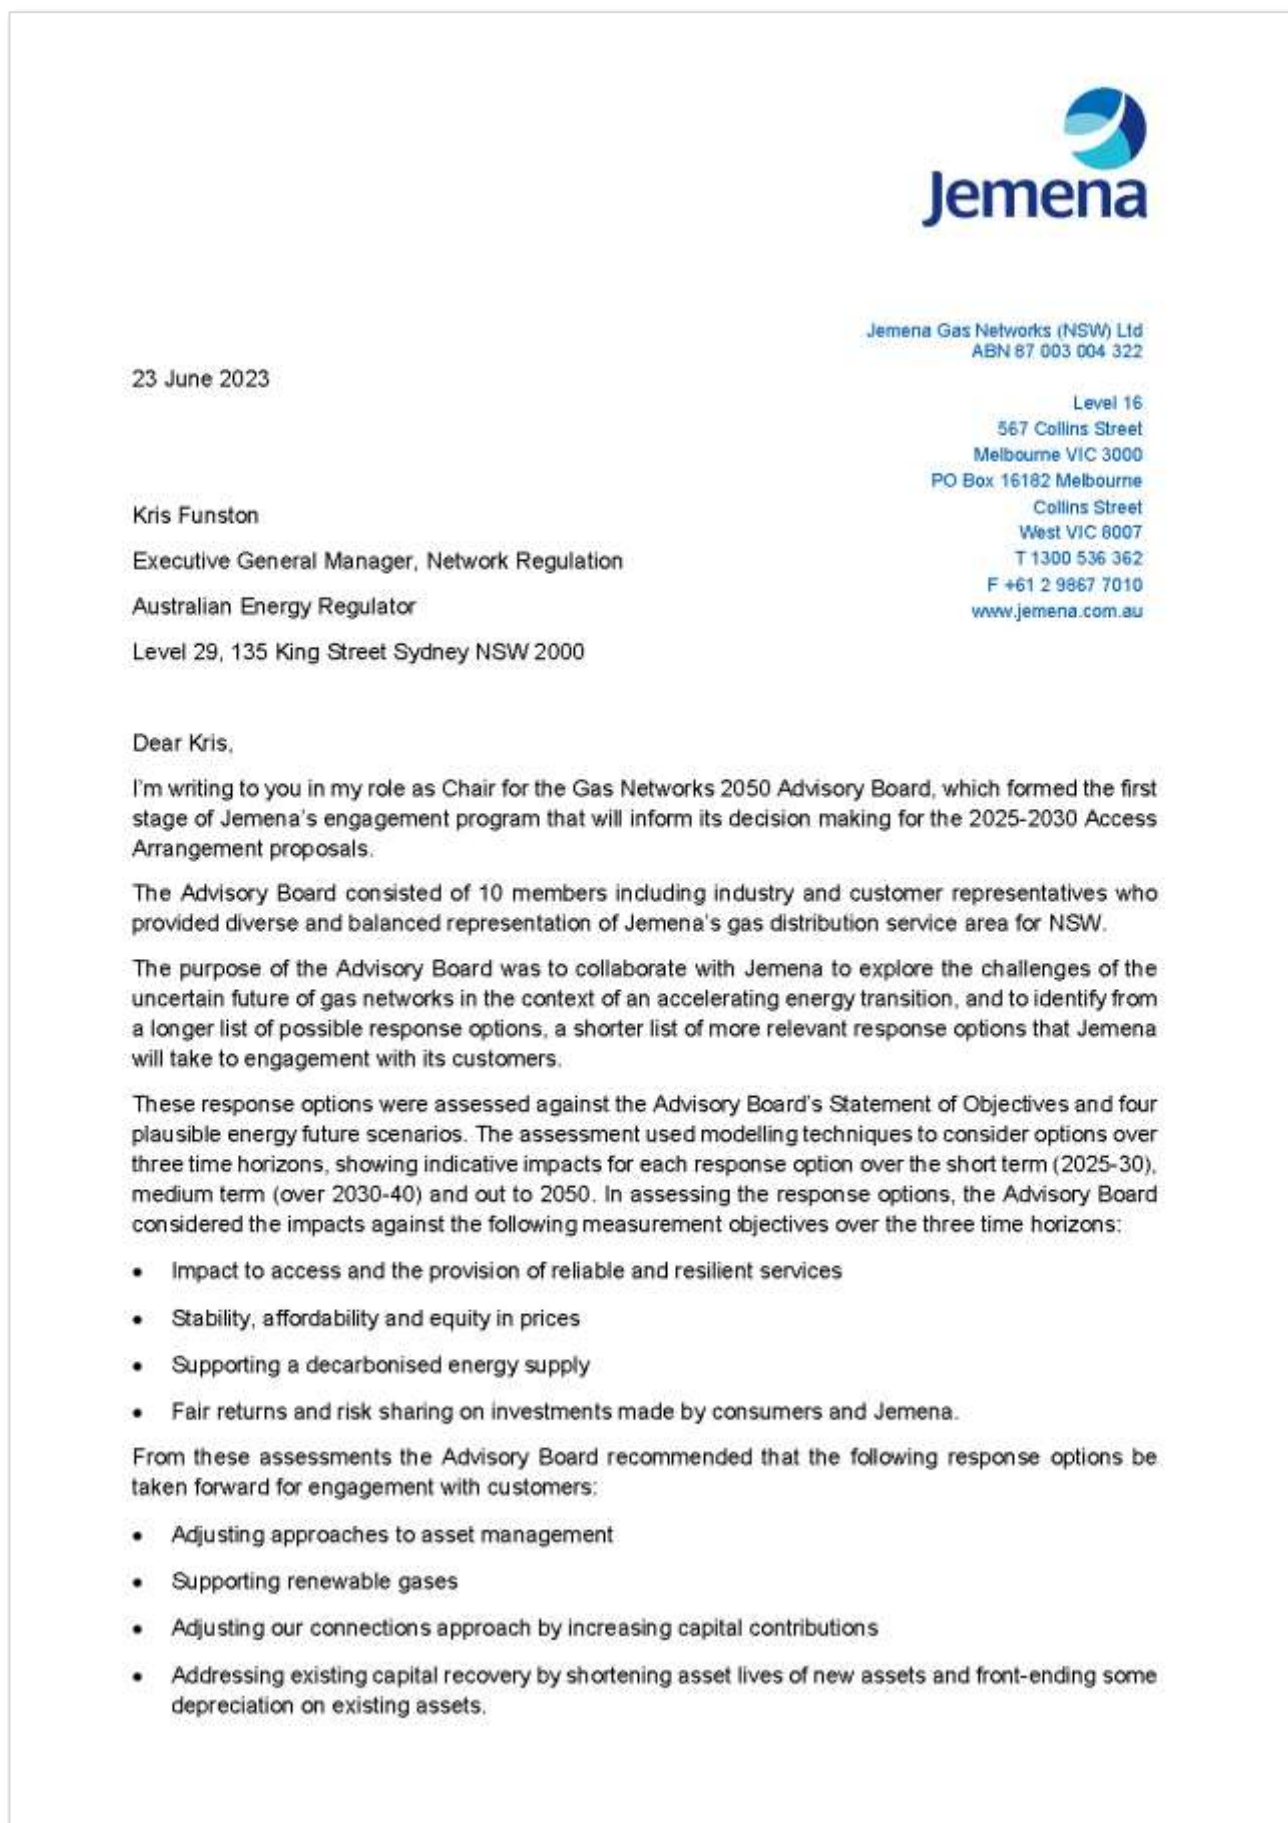 Jemena
Jemena Gas Networks (NSW) Ltd
ABN 87 003 004 322
23 June 2023
Level 16
567 Collins Street
Melbourne VIC 3000
PO Box 16182 Melbourne
Collins Street
West VIC 8007
T 1300 536 362
F +61 2 9867 7010
www.jemena.com.au
Kris Funston
Executive General Manager, Network Regulation
Australian Energy Regulator
Level 29, 135 King Street Sydney NSW 2000
Dear Kris,
I'm writing to you in my role as Chair for the Gas Networks 2050 Advisory Board, which formed the first
stage of Jemena's engagement program that will inform its decision making for the 2025-2030 Access
Arrangement proposals.
The Advisory Board consisted of 10 members including industry and customer representatives who
provided diverse and balanced representation of Jemena's gas distribution service area for NSW.
The purpose of the Advisory Board was to collaborate with Jemena to explore the challenges of the
uncertain future of gas networks in the context of an accelerating energy transition, and to identify from
a longer list of possible response options, a shorter list of more relevant response options that Jemena
will take to engagement with its customers.
These response options were assessed against the Advisory Board's Statement of Objectives and four
plausible energy future scenarios. The assessment used modelling techniques to consider options over
three time horizons, showing indicative impacts for each response option over the short term (2025-30),
medium term (over 2030-40) and out to 2050. In assessing the response options, the Advisory Board
considered the impacts against the following measurement objectives over the three time horizons:
• Impact to access and the provision of reliable and resilient services
• Stability, affordability and equity in prices
• Supporting a decarbonised energy supply
• Fair returns and risk sharing on investments made by consumers and Jemena.
From these assessments the Advisory Board recommended that the following response options be
taken forward for engagement with customers:
• Adjusting approaches to asset management
• Supporting renewable gases
• Adjusting our connections approach by increasing capital contributions
• Addressing existing capital recovery by shortening asset lives of new assets and front-ending some
depreciation on existing assets.